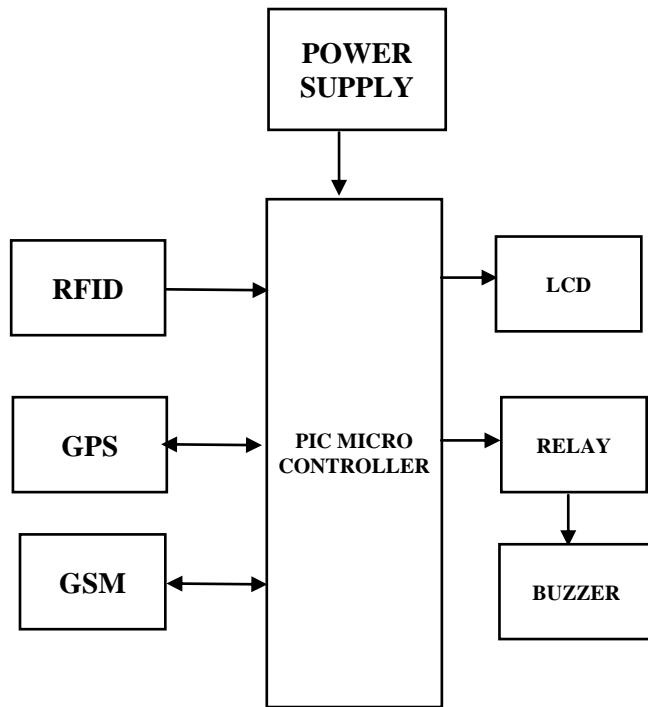 POWER
SUPPLY
RFID
LCD
GPS
PIC MICRO
CONTROLLER
RELAY
GSM
BUZZER